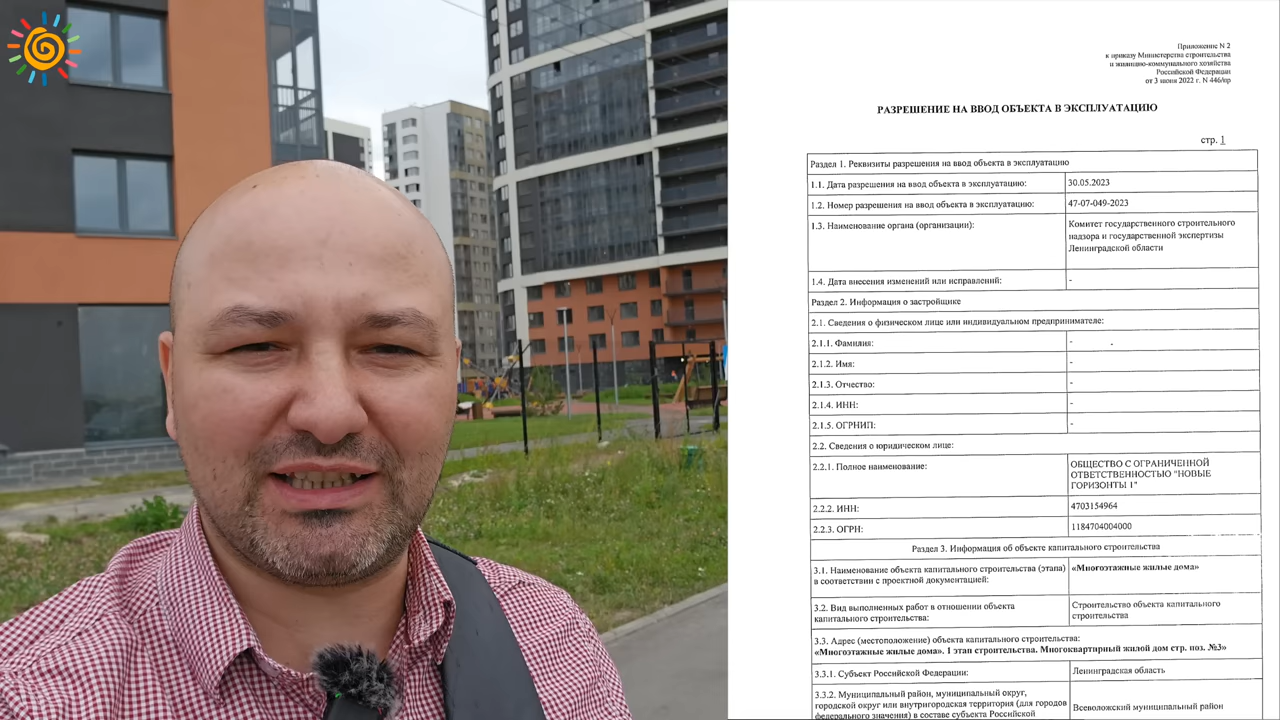 Приложение N 2
к приказу Министерства строительства
и жилищно-коммунального хозяйства
Российской Федерации
от 3 июня 2022 г. N 446/пр
РАЗРЕШЕНИЕ НА ВВОД ОБЪЕКТА В ЭКСПЛУАТАЦИЮ
стр. 1
Раздел 1. Реквизиты разрешения на ввод объекта в эксплуатацию
1.1. Дата разрешения на ввод объекта в эксплуатацию:
30.05.2023
1.2. Номер разрешения на ввод объекта в эксплуатацию:
47-07-049-2023
1.3. Наименование органа (организации):
Комитет государственного строительного
надзора и государственной экспертизы
Ленинградской области
1.4. Дата внесения изменений или исправлений:
-
Раздел 2. Информация о застройщике
2.1. Сведения о физическом лице или индивидуальном предпринимателе:
2.1.1. Фамилия:
-
2.1.2. Имя:
-
2.1.3. Отчество:
-
2.1.4. ИНН:
-
2.1.5. ОГРНИП:
-
2.2. Сведения о юридическом лице:
2.2.1. Полное наименование:
ОБЩЕСТВО С ОГРАНИЧЕННОЙ
ОТВЕТСТВЕННОСТЬЮ "НОВЫЕ
ГОРИЗОНТЫ 1"
2.2.2. ИНН:
4703154964
2.2.3. ОГРН:
1184704004000
Раздел 3. Информация об объекте капитального строительства
3.1. Наименование объекта капитального строительства (этапа)
в соответствии с проектной документацией:
«Многоэтажные жилые дома»
3.2. Вид выполненных работ в отношении объекта
капитального строительства:
Строительство объекта капитального
строительства
3.3. Адрес (местоположение) объекта капитального строительства:
«Многоэтажные жилые дома». 1 этап строительства. Многоквартирный жилой дом стр. поз. №3»
3.3.1. Субъект Российской Федерации:
Ленинградская область
3.3.2. Муниципальный район, муниципальный округ,
городской округ или внутригородская территория (для городов
федерального значения) в составе субъекта Российской
Всеволожский муниципальный район